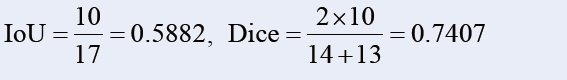 IoU = 10/17 = 0.5882, Dice = 2×10/14+13 = 0.7407